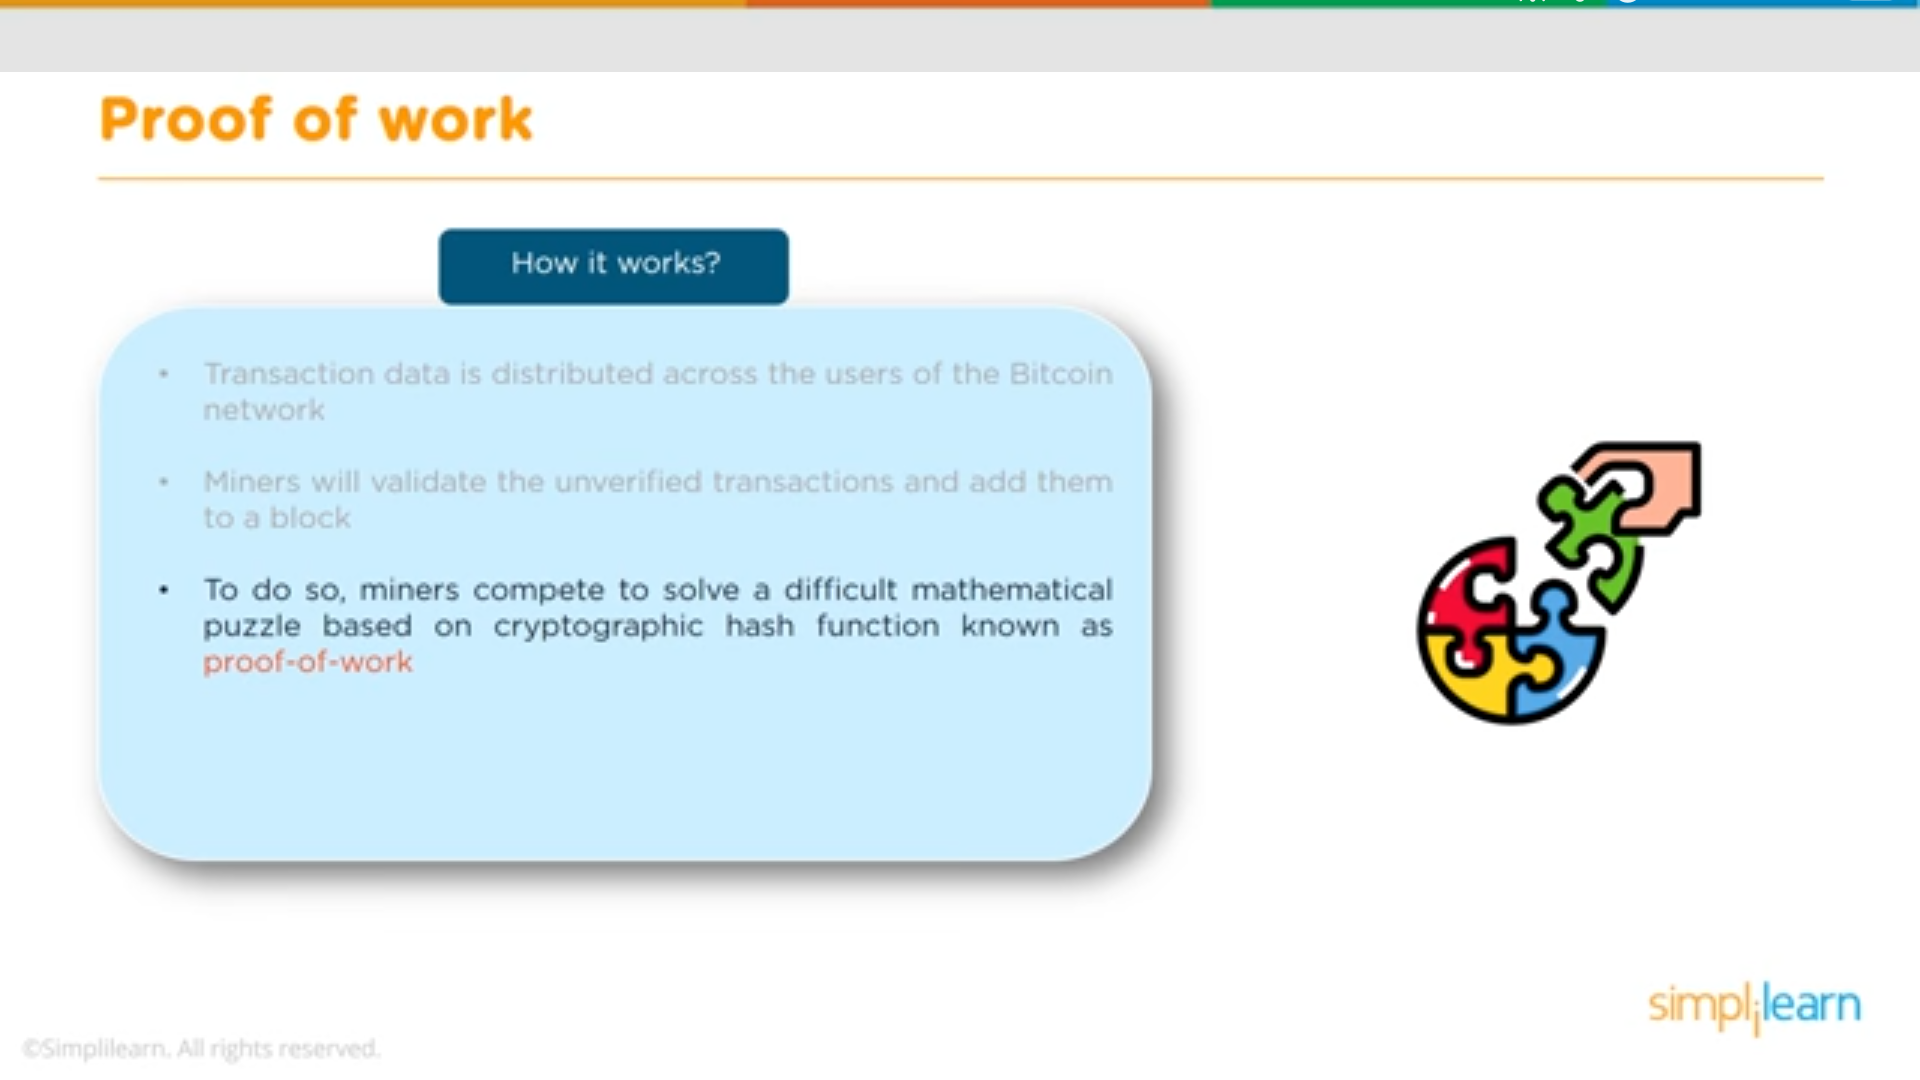 Proof of work
How it works?
• Transaction data is distributed across the users of the Bitcoin
network
• Miners will validate the unverified transactions and add them
to a block
• To do so, miners compete to solve a difficult mathematical
puzzle based on cryptographic hash function known as
proof-of-work
simplilearn
©Simplilearn. All rights reserved.